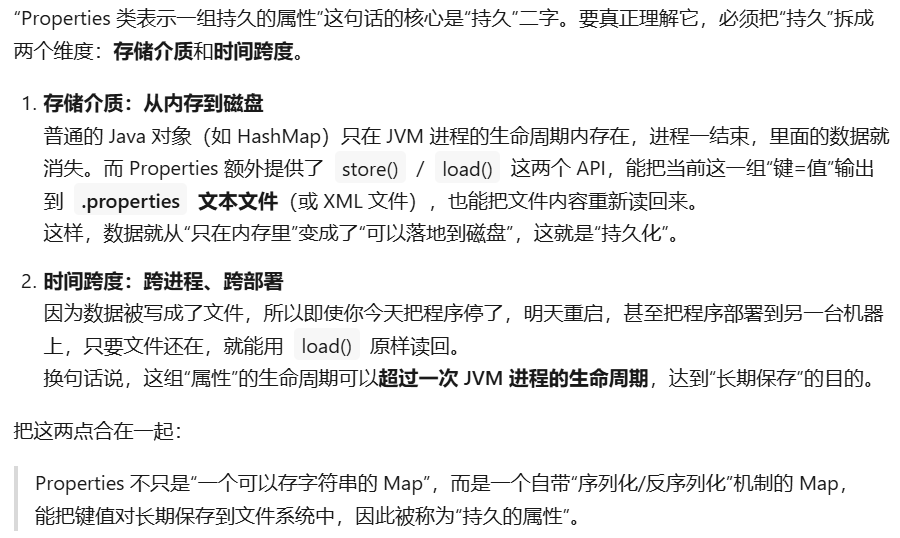 “Properties 类表示一组持久的属性”这句话的核心是“持久”二字。要真正理解它，必须把“持久”拆成
两个维度：存储介质和时间跨度。
1. 存储介质：从内存到磁盘
普通的 Java 对象（如 HashMap）只在 JVM 进程的生命周期内存在，进程一结束，里面的数据就
消失。而 Properties 额外提供了 store() / load() 这两个 API，能把当前这一组“键=值”输出
到 .properties 文本文件（或 XML 文件），也能把文件内容重新读回来。
这样，数据就从“只在内存里”变成了“可以落地到磁盘”，这就是“持久化”。
2. 时间跨度：跨进程、跨部署
因为数据被写成了文件，所以即使你今天把程序停了，明天重启，甚至把程序部署到另一台机器
上，只要文件还在，就能用 load() 原样读回。
换句话说，这组“属性”的生命周期可以超过一次 JVM 进程的生命周期，达到“长期保存”的目的。
把这两点合在一起：
Properties 不只是“一个可以存字符串的 Map”，而是一个自带“序列化/反序列化”机制的 Map，
能把键值对长期保存到文件系统中，因此被称为“持久的属性”。